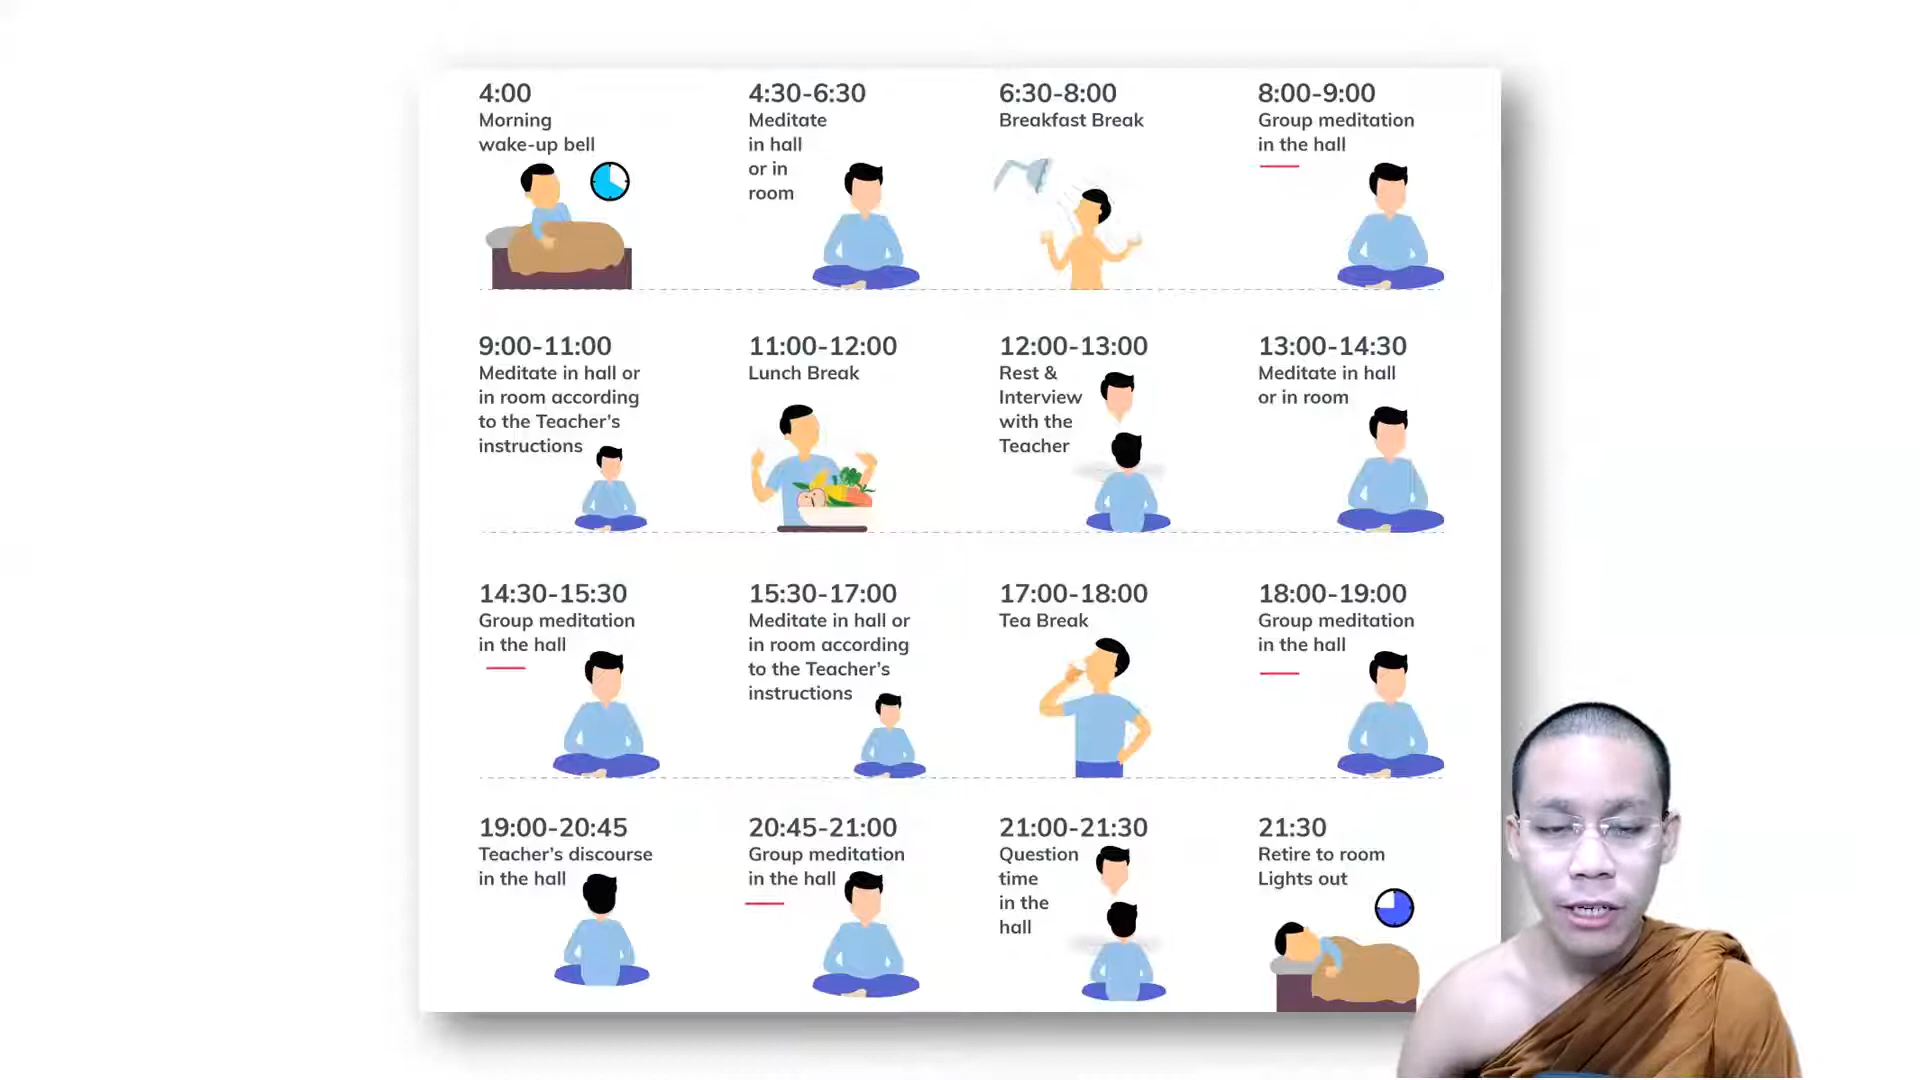 4:00
Morning
wake-up bell
4:30-6:30
Meditate
in hall
or in
room
6:30-8:00
Breakfast Break
8:00-9:00
Group meditation
in the hall
9:00-11:00
Meditate in hall or
in room according
to the Teacher's
instructions
11:00-12:00
Lunch Break
12:00-13:00
Rest &
Interview
with the
Teacher
13:00-14:30
Meditate in hall
or in room
14:30-15:30
Group meditation
in the hall
15:30-17:00
Meditate in hall or
in room according
to the Teacher's
instructions
17:00-18:00
Tea Break
18:00-19:00
Group meditation
in the hall
19:00-20:45
Teacher's discourse
in the hall
20:45-21:00
Group meditation
in the hall
21:00-21:30
Question
time
in the
hall
21:30
Retire to room
Lights out